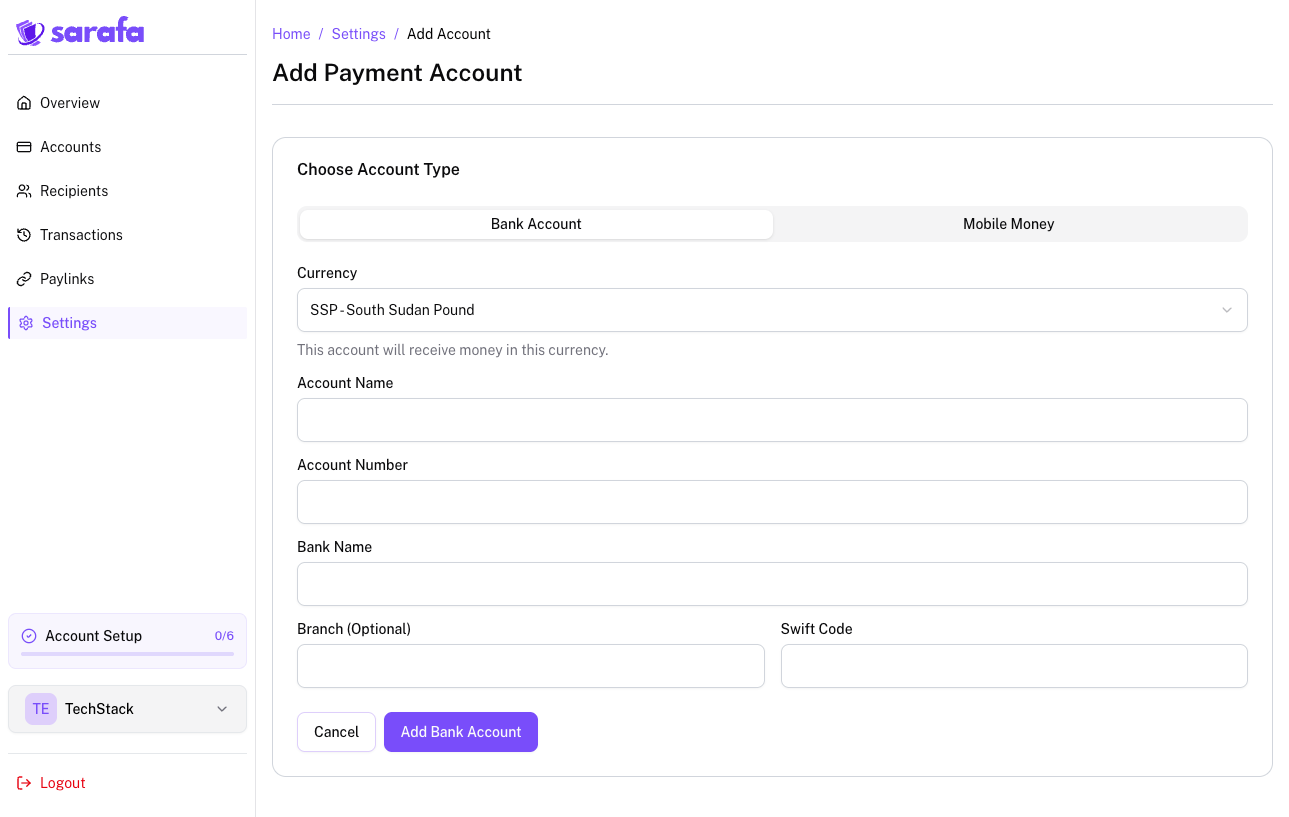 sarafa
Overview
Accounts
Recipients
Transactions
Paylinks
Settings
Account Setup 0/6
TE TechStack
Logout
Home / Settings / Add Account
Add Payment Account
Choose Account Type
Bank Account Mobile Money
Currency
SSP - South Sudan Pound
This account will receive money in this currency.
Account Name
Account Number
Bank Name
Branch (Optional) Swift Code
Cancel Add Bank Account